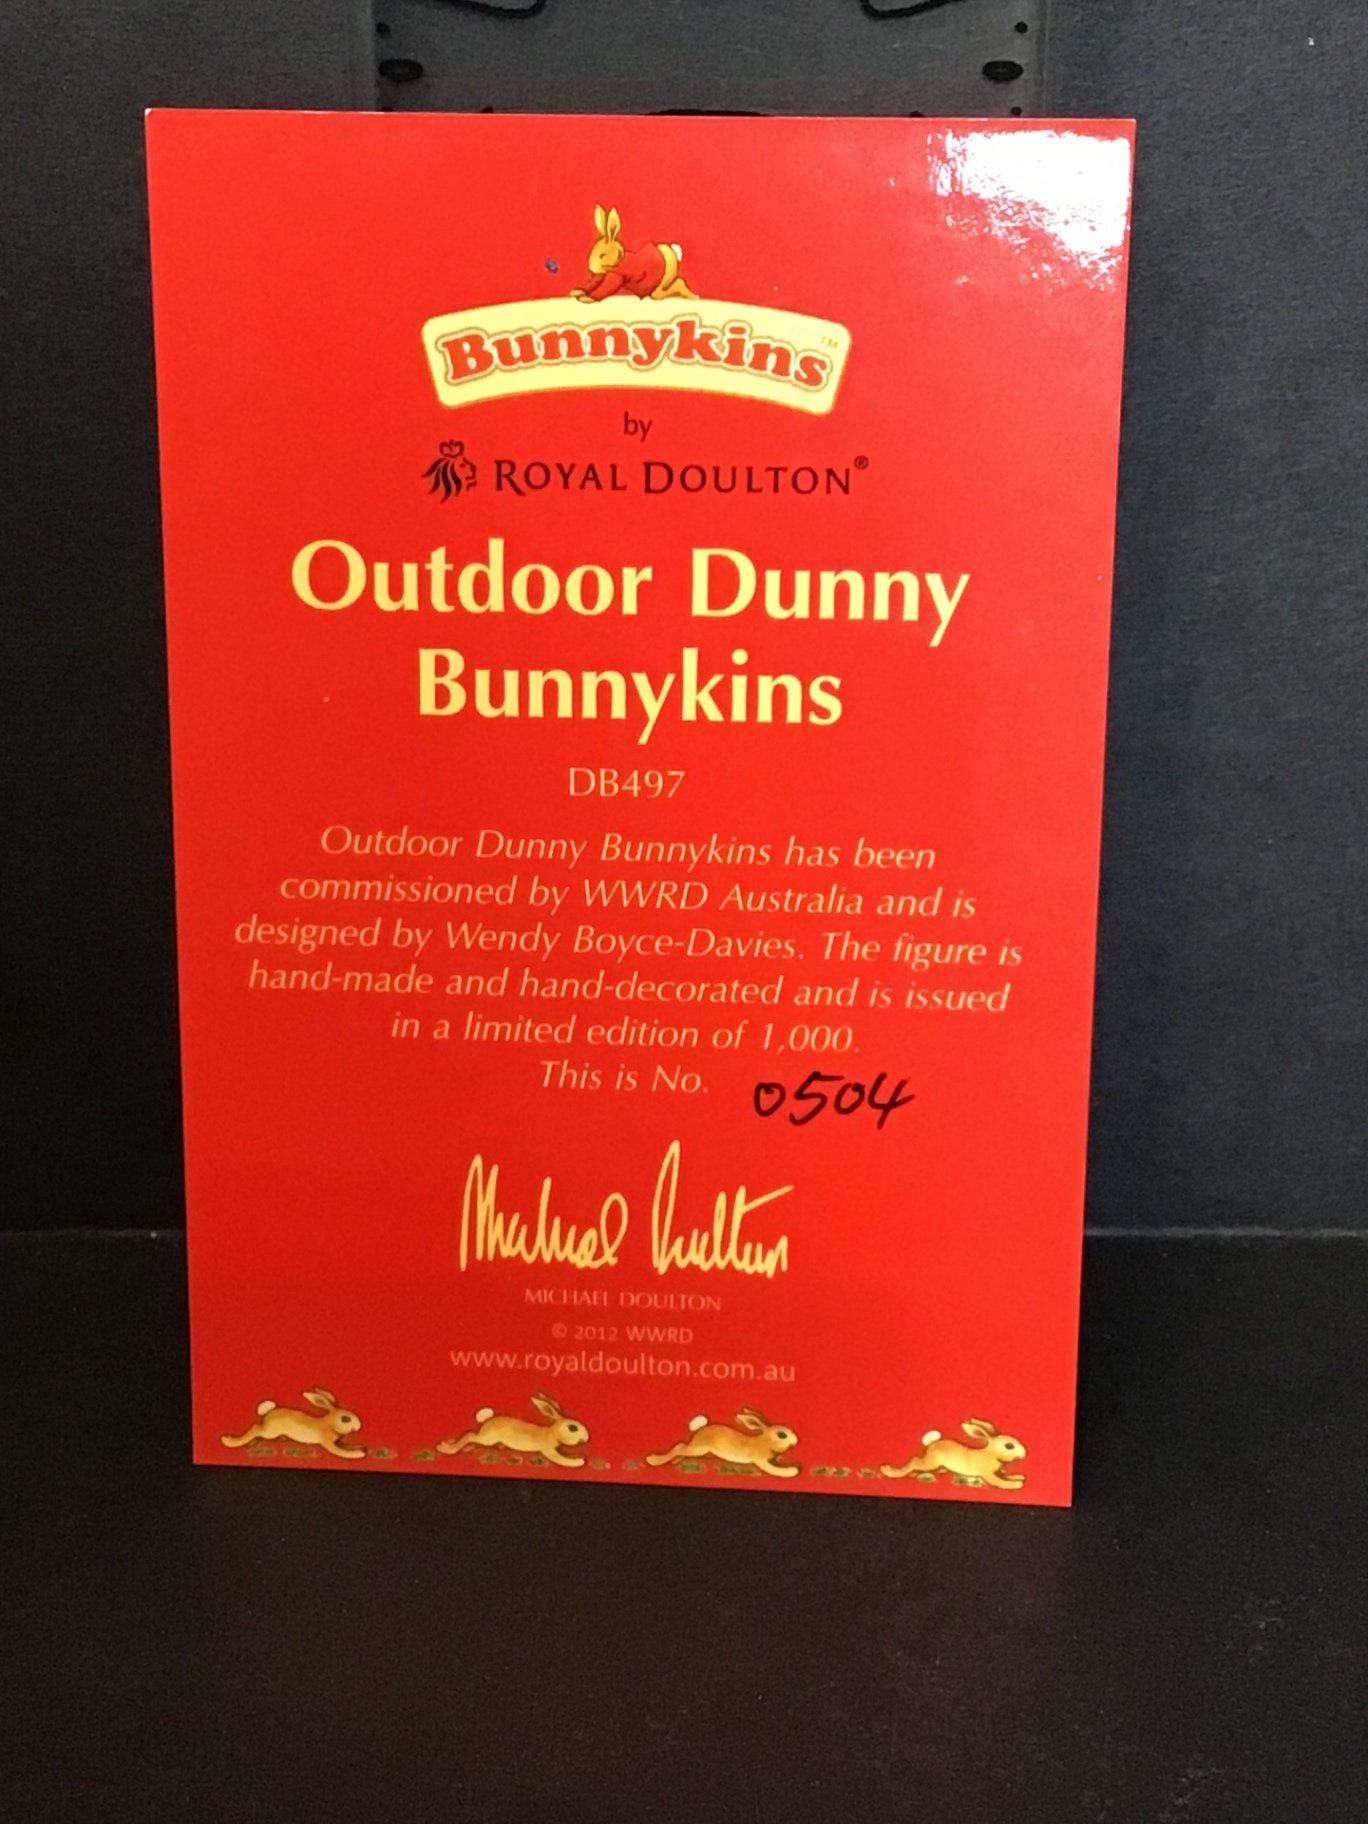 Bunnykins™
by
ROYAL DOULTON®
Outdoor Dunny
Bunnykins
DB497
Outdoor Dunny Bunnykins has been
commissioned by WWRD Australia and is
designed by Wendy Boyce-Davies. The figure is
hand-made and hand-decorated and is issued
in a limited edition of 1,000.
This is No. 0504
Michael Doulton
MICHAEL DOULTON
© 2012 WWRD
www.royaldoulton.com.au